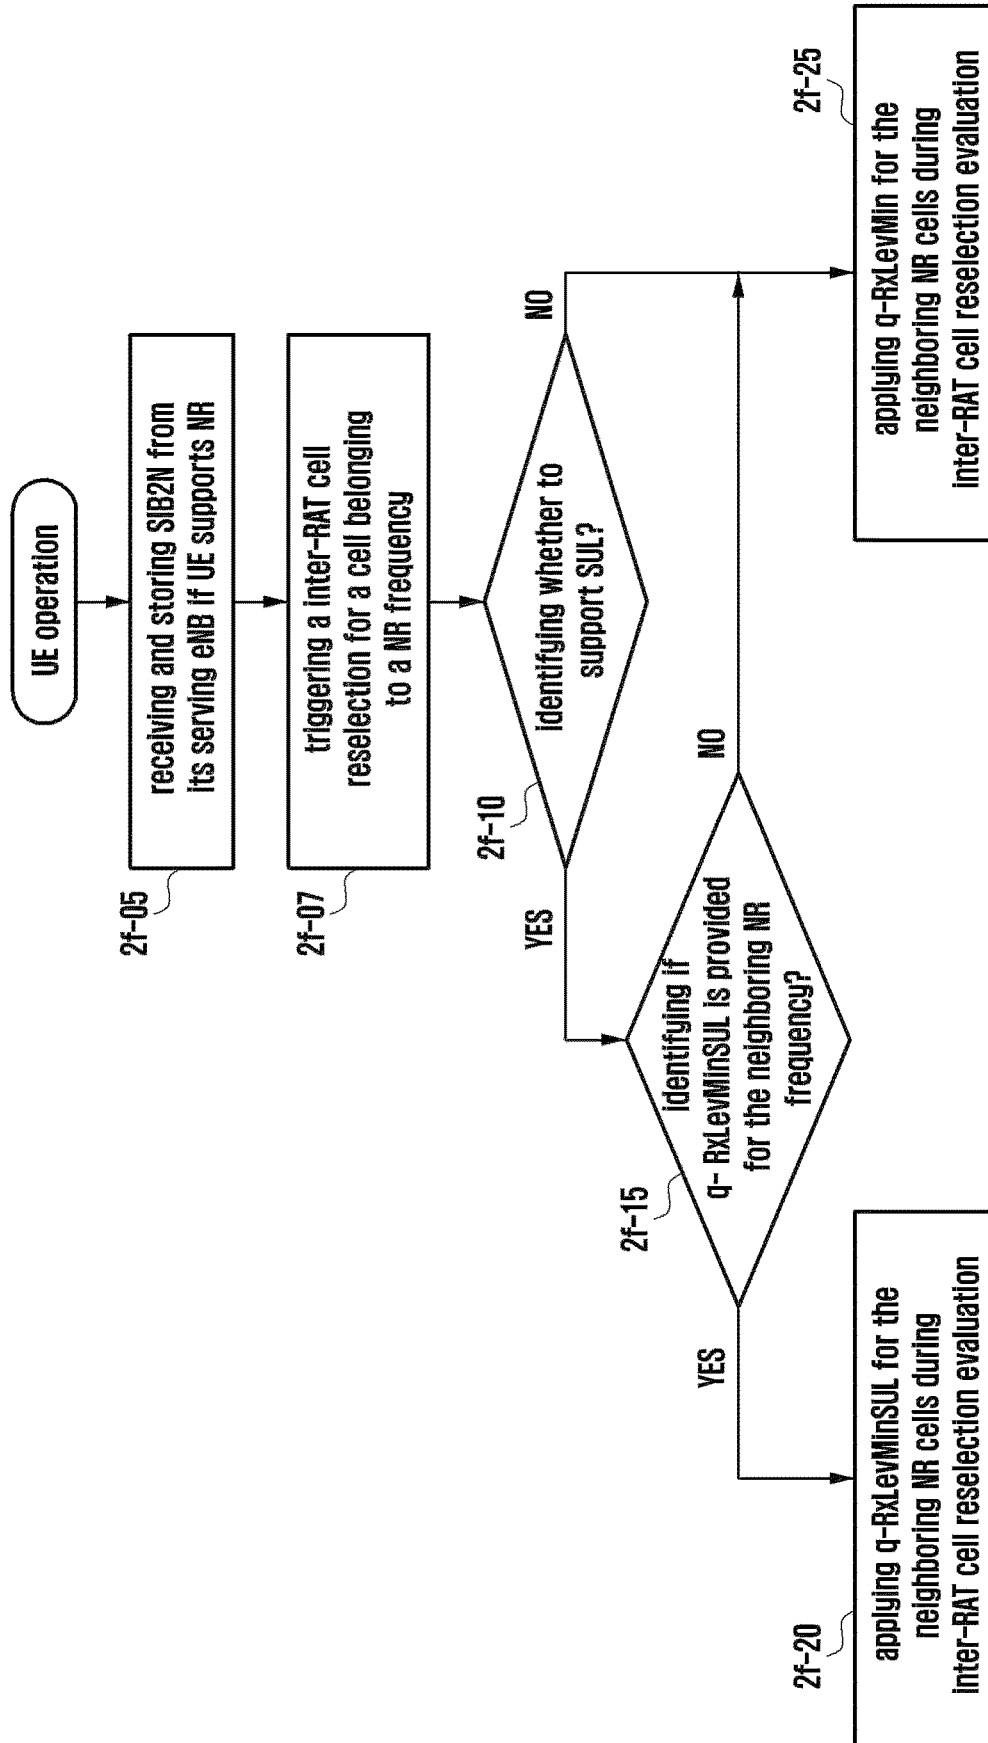 UE operation
2f-05
receiving and storing SIB2N from
its serving eNB if UE supports NR
2f-07
triggering a inter-RAT cell
reselection for a cell belonging
to a NR frequency
2f-10
identifying whether to
support SUL?
YES
NO
2f-15
identifying if
q- RxLevMinSUL is provided
for the neighboring NR
frequency?
YES
NO
2f-20
applying q-RxLevMinSUL for the
neighboring NR cells during
inter-RAT cell reselection evaluation
2f-25
applying q-RxLevMin for the
neighboring NR cells during
inter-RAT cell reselection evaluation